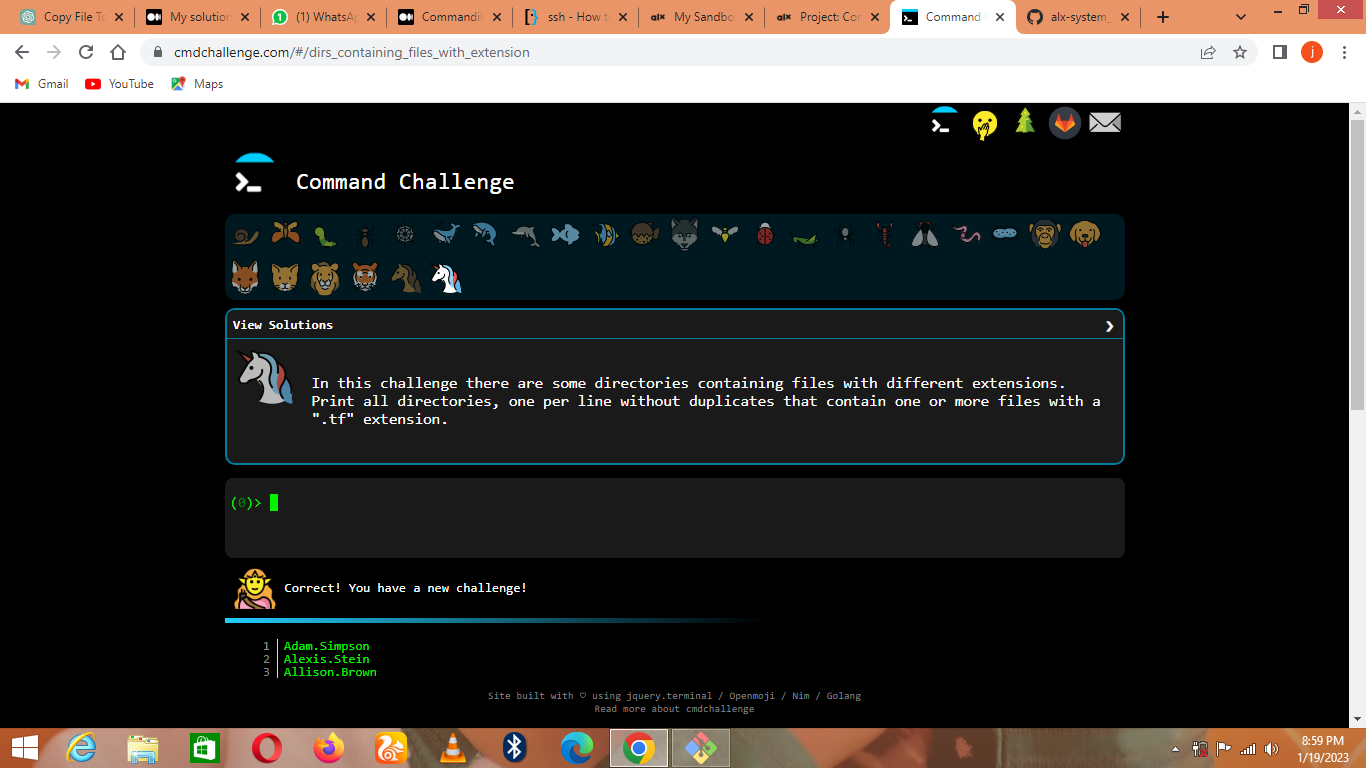 Copy File To
My solution
(1) WhatsAp
Commandli
ssh - How t
My Sandbo
Project: Con
Command C
alx-system_
cmdchallenge.com/#/dirs_containing_files_with_extension
j
Gmail
YouTube
Maps
Command Challenge
View Solutions
In this challenge there are some directories containing files with different extensions.
Print all directories, one per line without duplicates that contain one or more files with a
".tf" extension.
(0)>
Correct! You have a new challenge!
1 Adam.Simpson
2 Alexis.Stein
3 Allison.Brown
Site built with ♡ using jquery.terminal / Openmoji / Nim / Golang
Read more about cmdchallenge
8:59 PM
1/19/2023